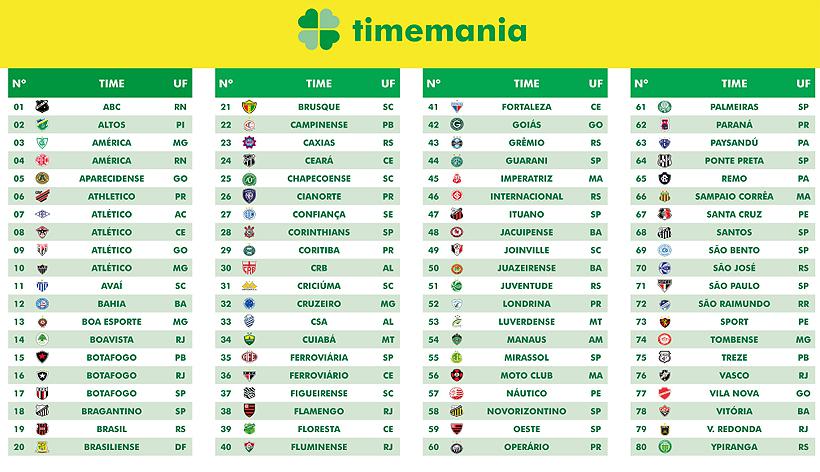 timemania
Nº TIME UF
01 ABC RN
02 ALTOS PI
03 AMÉRICA MG
04 AMÉRICA RN
05 APARECIDENSE GO
06 ATHLETICO PR
07 ATLÉTICO AC
08 ATLÉTICO CE
09 ATLÉTICO GO
10 ATLÉTICO MG
11 AVAÍ SC
12 BAHIA BA
13 BOA ESPORTE MG
14 BOAVISTA RJ
15 BOTAFOGO PB
16 BOTAFOGO RJ
17 BOTAFOGO SP
18 BRAGANTINO SP
19 BRASIL RS
20 BRASILIENSE DF
Nº TIME UF
21 BRUSQUE SC
22 CAMPINENSE PB
23 CAXIAS RS
24 CEARÁ CE
25 CHAPECOENSE SC
26 CIANORTE PR
27 CONFIANÇA SE
28 CORINTHIANS SP
29 CORITIBA PR
30 CRB AL
31 CRICIÚMA SC
32 CRUZEIRO MG
33 CSA AL
34 CUIABÁ MT
35 FERROVIÁRIA SP
36 FERROVIÁRIO CE
37 FIGUEIRENSE SC
38 FLAMENGO RJ
39 FLORESTA CE
40 FLUMINENSE RJ
Nº TIME UF
41 FORTALEZA CE
42 GOIÁS GO
43 GRÊMIO RS
44 GUARANI SP
45 IMPERATRIZ MA
46 INTERNACIONAL RS
47 ITUANO SP
48 JACUIPENSE BA
49 JOINVILLE SC
50 JUAZEIRENSE BA
51 JUVENTUDE RS
52 LONDRINA PR
53 LUVERDENSE MT
54 MANAUS AM
55 MIRASSOL SP
56 MOTO CLUB MA
57 NÁUTICO PE
58 NOVORIZONTINO SP
59 OESTE SP
60 OPERÁRIO PR
Nº TIME UF
61 PALMEIRAS SP
62 PARANÁ PR
63 PAYSANDÚ PA
64 PONTE PRETA SP
65 REMO PA
66 SAMPAIO CORRÊA MA
67 SANTA CRUZ PE
68 SANTOS SP
69 SÃO BENTO SP
70 SÃO JOSÉ RS
71 SÃO PAULO SP
72 SÃO RAIMUNDO RR
73 SPORT PE
74 TOMBENSE MG
75 TREZE PB
76 VASCO RJ
77 VILA NOVA GO
78 VITÓRIA BA
79 V. REDONDA RJ
80 YPIRANGA RS